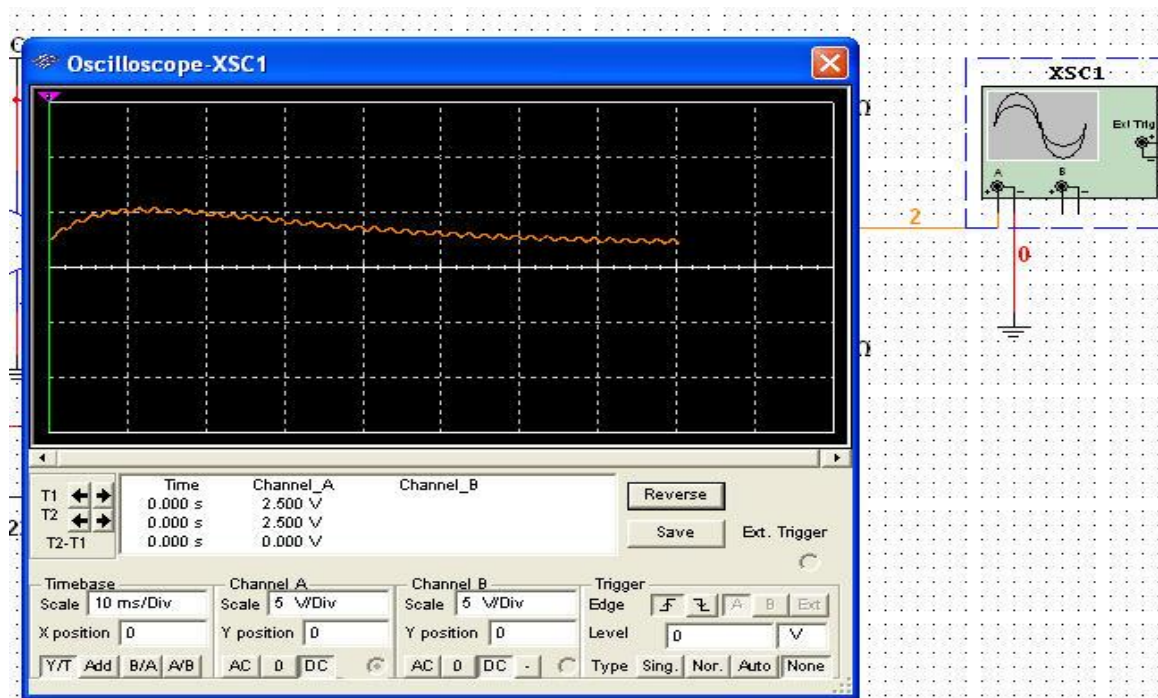 Oscilloscope-XSC1
XSC1
Ext Trig
A B
2
0
Time Channel_A Channel_B
T1 0.000 s 2.500 V
T2 0.000 s 2.500 V
T2-T1 0.000 s 0.000 V
Reverse
Save
Ext. Trigger
Timebase
Scale 10 ms/Div
X position 0
Y/T Add B/A A/B
Channel A
Scale 5 V/Div
Y position 0
AC 0 DC
Channel B
Scale 5 V/Div
Y position 0
AC 0 DC -
Trigger
Edge A B Ext
Level 0 V
Type Sing. Nor. Auto None